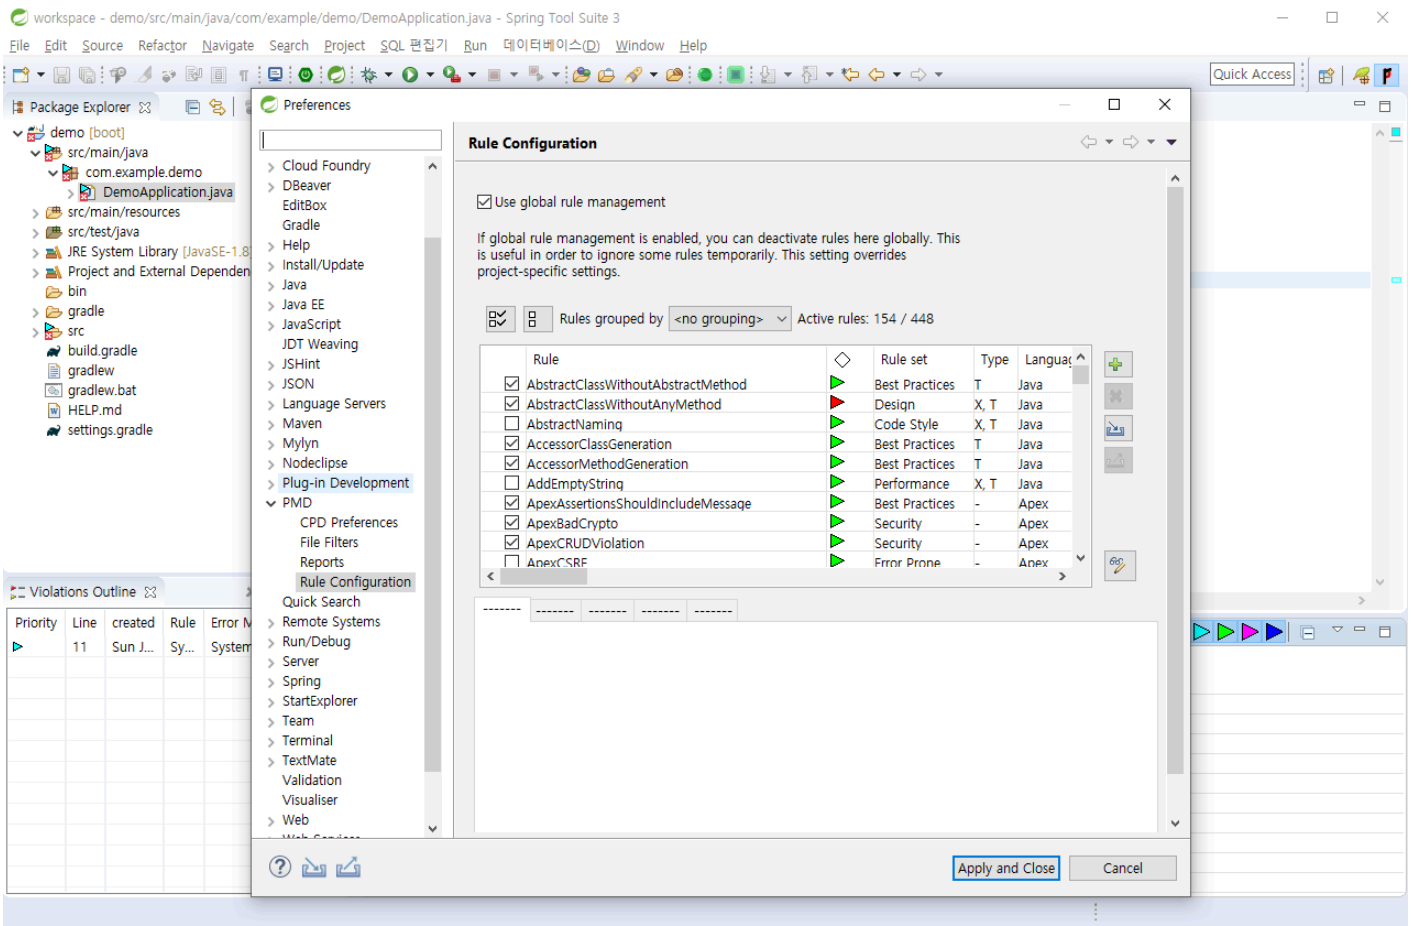 workspace - demo/src/main/java/com/example/demo/DemoApplication.java - Spring Tool Suite 3
File Edit Source Refactor Navigate Search Project SQL 편집기 Run 데이터베이스(D) Window Help
Quick Access
Package Explorer
demo [boot]
src/main/java
com.example.demo
DemoApplication.java
src/main/resources
src/test/java
JRE System Library [JavaSE-1.8
Project and External Dependen
bin
gradle
src
build.gradle
gradlew
gradlew.bat
HELP.md
settings.gradle
Violations Outline
Priority Line created Rule Error M
11 Sun J... Sy... System
Preferences
Cloud Foundry
DBeaver
EditBox
Gradle
Help
Install/Update
Java
Java EE
JavaScript
JDT Weaving
JSHint
JSON
Language Servers
Maven
Mylyn
Nodeclipse
Plug-in Development
PMD
CPD Preferences
File Filters
Reports
Rule Configuration
Quick Search
Remote Systems
Run/Debug
Server
Spring
StartExplorer
Team
Terminal
TextMate
Validation
Visualiser
Web
Web Services
Rule Configuration
Use global rule management
If global rule management is enabled, you can deactivate rules here globally. This
is useful in order to ignore some rules temporarily. This setting overrides
project-specific settings.
Rules grouped by <no grouping> Active rules: 154 / 448
Rule Rule set Type Languag
AbstractClassWithoutAbstractMethod Best Practices T Java
AbstractClassWithoutAnyMethod Design X, T Java
AbstractNaming Code Style X, T Java
AccessorClassGeneration Best Practices T Java
AccessorMethodGeneration Best Practices T Java
AddEmptyString Performance X, T Java
ApexAssertionsShouldIncludeMessage Best Practices - Apex
ApexBadCrypto Security - Apex
ApexCRUDViolation Security - Apex
ApexCSRF Error Prone - Apex
------- ------- ------- ------- -------
Apply and Close Cancel